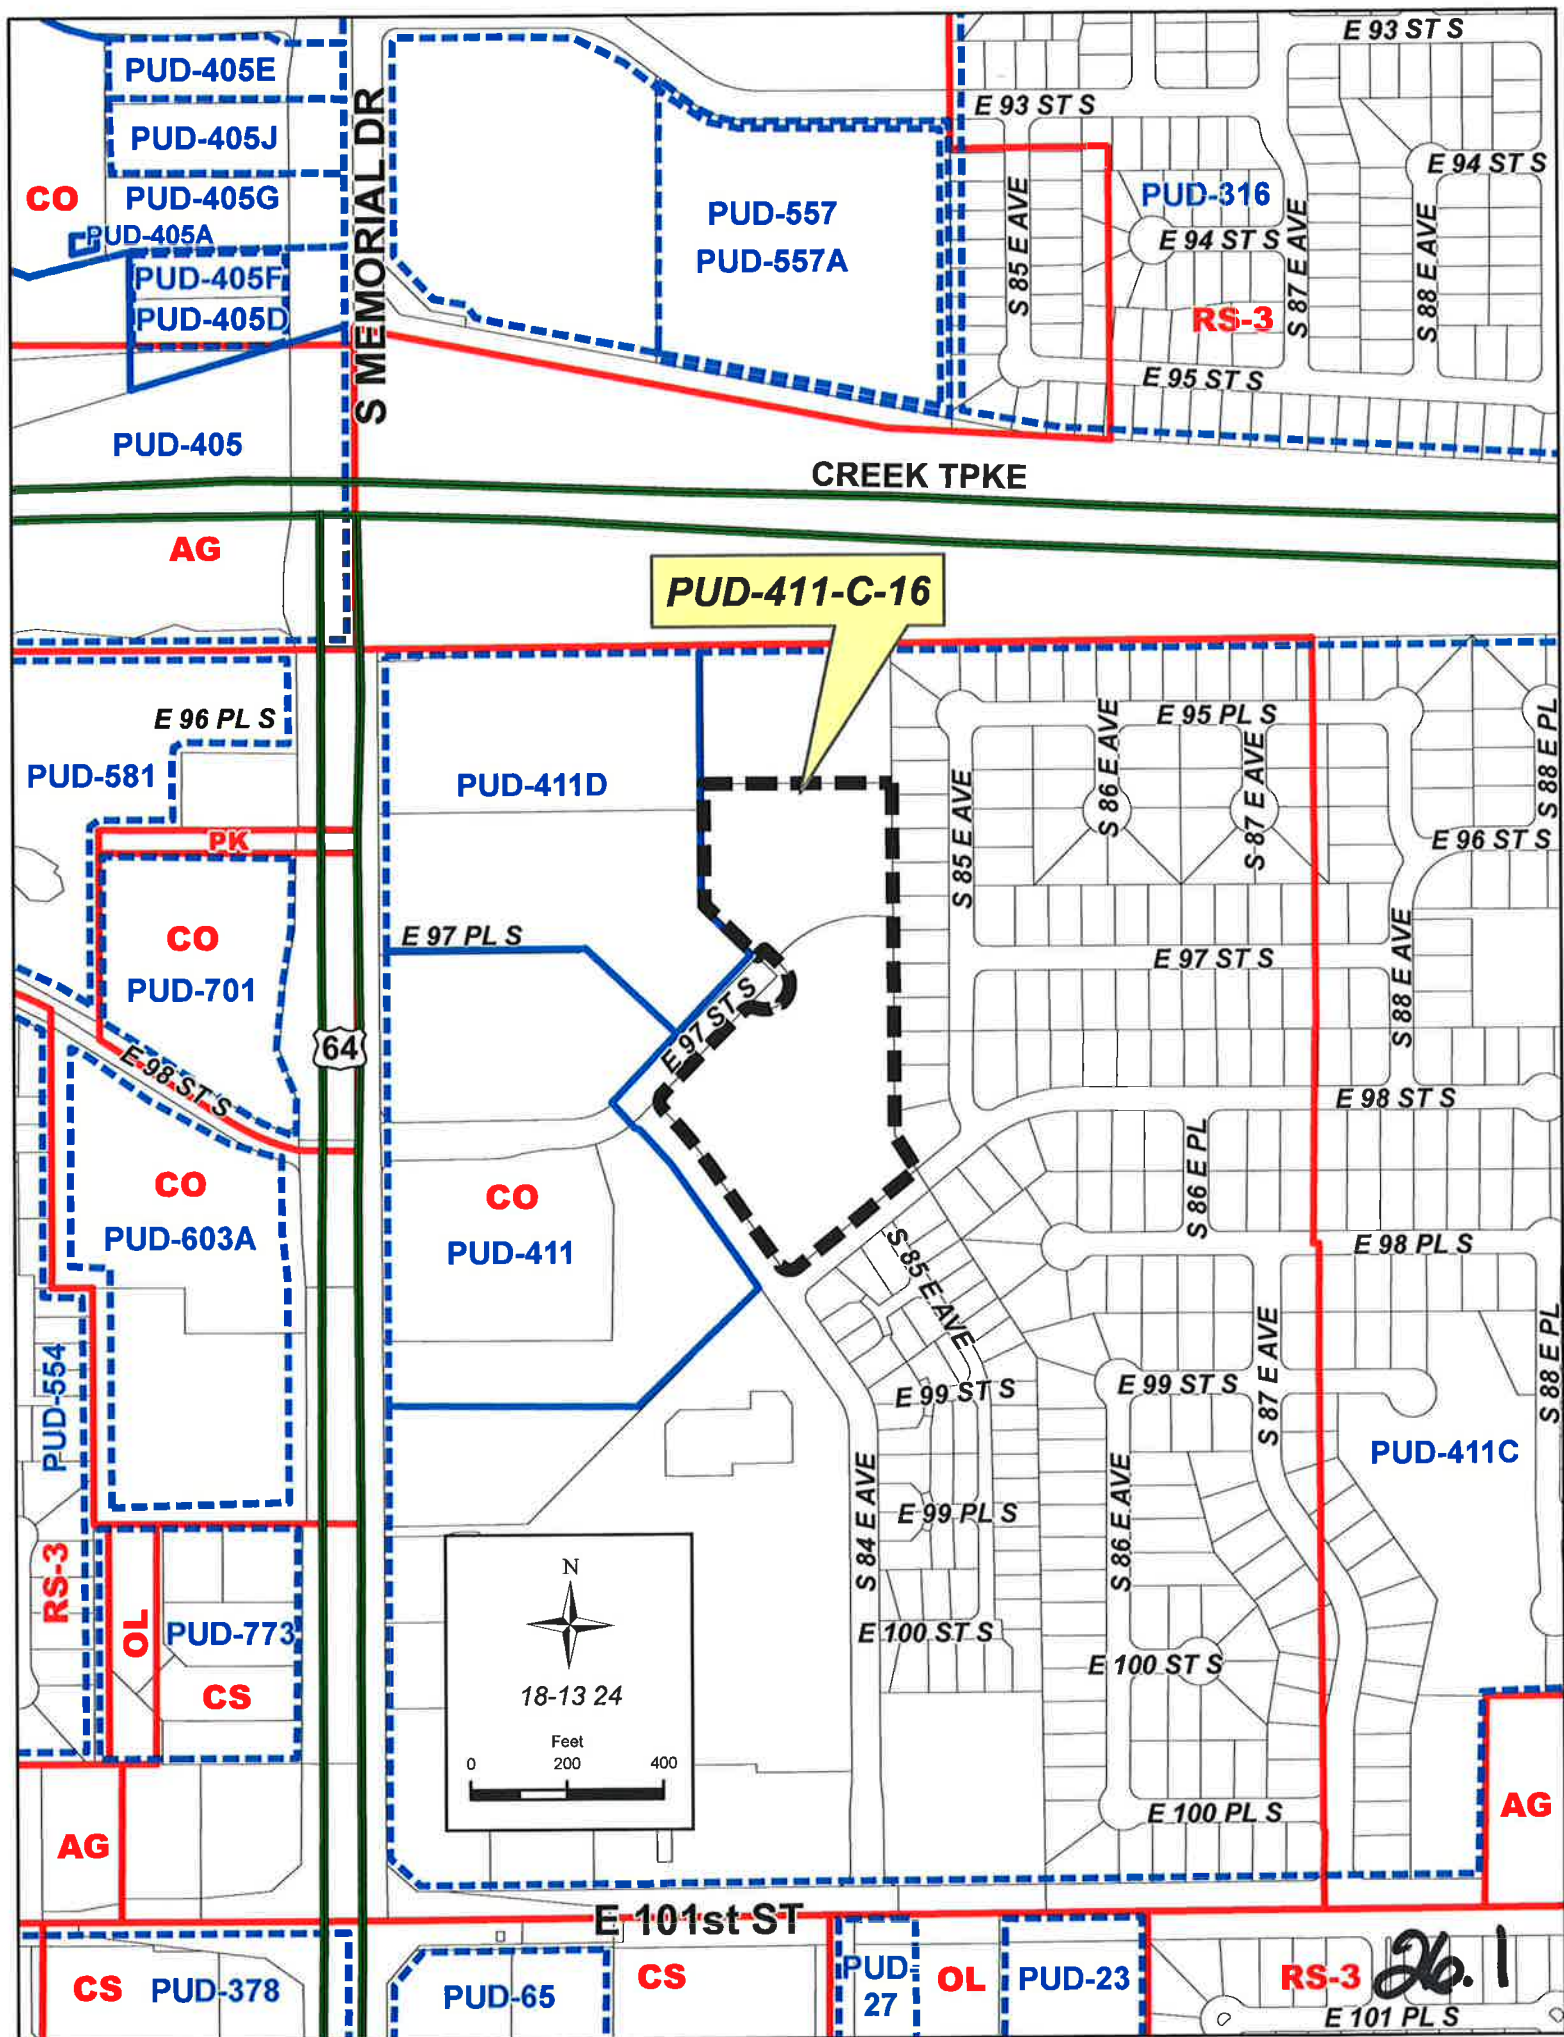 E 93 ST S
PUD-405E
E 93 ST S
PUD-405J
S MEMORIAL DR
E 94 ST S
CO
PUD-405G
PUD-557
S 85 E AVE
PUD-316
S 87 E AVE
S 88 E AVE
PUD-405A
E 94 ST S
PUD-557A
PUD-405F
PUD-405D
RS-3
E 95 ST S
PUD-405
CREEK TPKE
AG
PUD-411-C-16
E 96 PL S
E 95 PL S
S 86 E AVE
S 87 E AVE
S 88 E PL
PUD-581
PUD-411D
S 85 E AVE
PK
E 96 ST S
CO
E 97 PL S
S 88 E AVE
E 97 ST S
PUD-701
E 97 ST S
64
E 98 ST S
E 98 ST S
CO
CO
S 86 E PL
PUD-603A
PUD-411
S 85 E AVE
E 98 PL S
S 87 E AVE
S 88 E PL
PUD-554
E 99 ST S
E 99 ST S
PUD-411C
S 84 E AVE
E 99 PL S
S 86 E AVE
RS-3
OL
PUD-773
N
E 100 ST S
E 100 ST S
CS
18-13 24
Feet
0 200 400
E 100 PL S
AG
AG
E 101st ST
CS
PUD-378
PUD-65
CS
PUD-
27
OL
PUD-23
RS-3
26.1
E 101 PL S